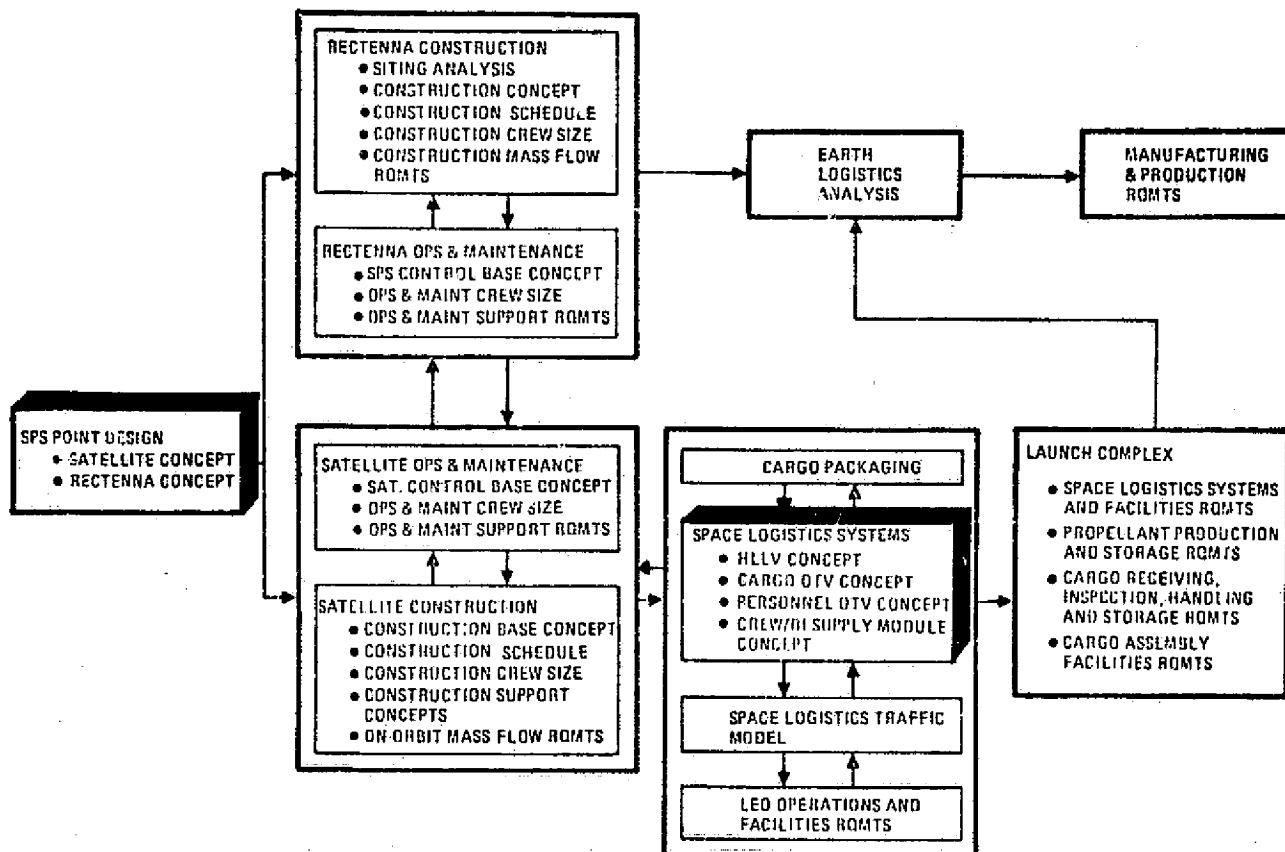 RECTENNA CONSTRUCTION
● SITING ANALYSIS
● CONSTRUCTION CONCEPT
● CONSTRUCTION SCHEDULE
● CONSTRUCTION CREW SIZE
● CONSTRUCTION MASS FLOW
RQMTS
RECTENNA OPS & MAINTENANCE
● SPS CONTROL BASE CONCEPT
● OPS & MAINT CREW SIZE
● OPS & MAINT SUPPORT RQMTS
EARTH
LOGISTICS
ANALYSIS
MANUFACTURING
& PRODUCTION
RQMTS
SPS POINT DESIGN
● SATELLITE CONCEPT
● RECTENNA CONCEPT
SATELLITE OPS & MAINTENANCE
● SAT. CONTROL BASE CONCEPT
● OPS & MAINT CREW SIZE
● OPS & MAINT SUPPORT RQMTS
SATELLITE CONSTRUCTION
● CONSTRUCTION BASE CONCEPT
● CONSTRUCTION SCHEDULE
● CONSTRUCTION CREW SIZE
● CONSTRUCTION SUPPORT
CONCEPTS
● ON-ORBIT MASS FLOW RQMTS
CARGO PACKAGING
SPACE LOGISTICS SYSTEMS
● HLLV CONCEPT
● CARGO OTV CONCEPT
● PERSONNEL OTV CONCEPT
● CREW/RESUPPLY MODULE
CONCEPT
SPACE LOGISTICS TRAFFIC
MODEL
LEO OPERATIONS AND
FACILITIES RQMTS
LAUNCH COMPLEX
● SPACE LOGISTICS SYSTEMS
AND FACILITIES RQMTS
● PROPELLANT PRODUCTION
AND STORAGE RQMTS
● CARGO RECEIVING,
INSPECTION, HANDLING
AND STORAGE RQMTS
● CARGO ASSEMBLY
FACILITIES RQMTS